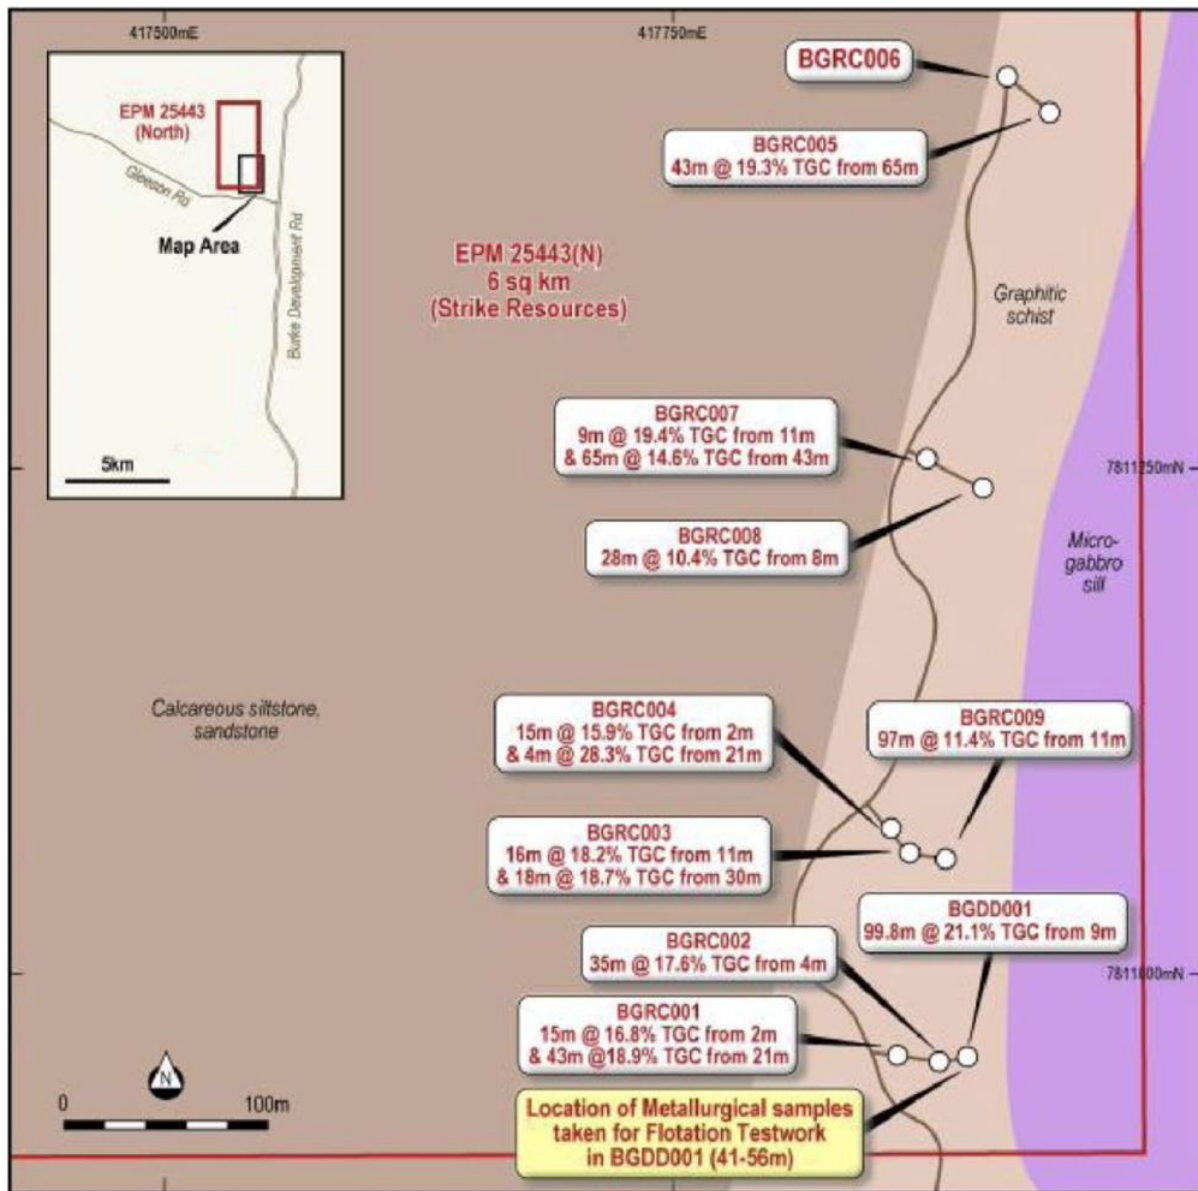 417500mE
417750mE
EPM 25443
(North)
Gleeson Rd
Map Area
Burke Development Rd
5km
BGRC006
BGRC005
43m @ 19.3% TGC from 65m
EPM 25443(N)
6 sq km
(Strike Resources)
Graphitic
schist
BGRC007
9m @ 19.4% TGC from 11m
& 65m @ 14.6% TGC from 43m
7811250mN
BGRC008
28m @ 10.4% TGC from 8m
Micro-
gabbro
sill
Calcareous siltstone,
sandstone
BGRC004
15m @ 15.9% TGC from 2m
& 4m @ 28.3% TGC from 21m
BGRC009
97m @ 11.4% TGC from 11m
BGRC003
16m @ 18.2% TGC from 11m
& 18m @ 18.7% TGC from 30m
BGDD001
99.8m @ 21.1% TGC from 9m
BGRC002
35m @ 17.6% TGC from 4m
7811000mN
BGRC001
15m @ 16.8% TGC from 2m
& 43m @18.9% TGC from 21m
N
0 100m
Location of Metallurgical samples
taken for Flotation Testwork
in BGDD001 (41-56m)